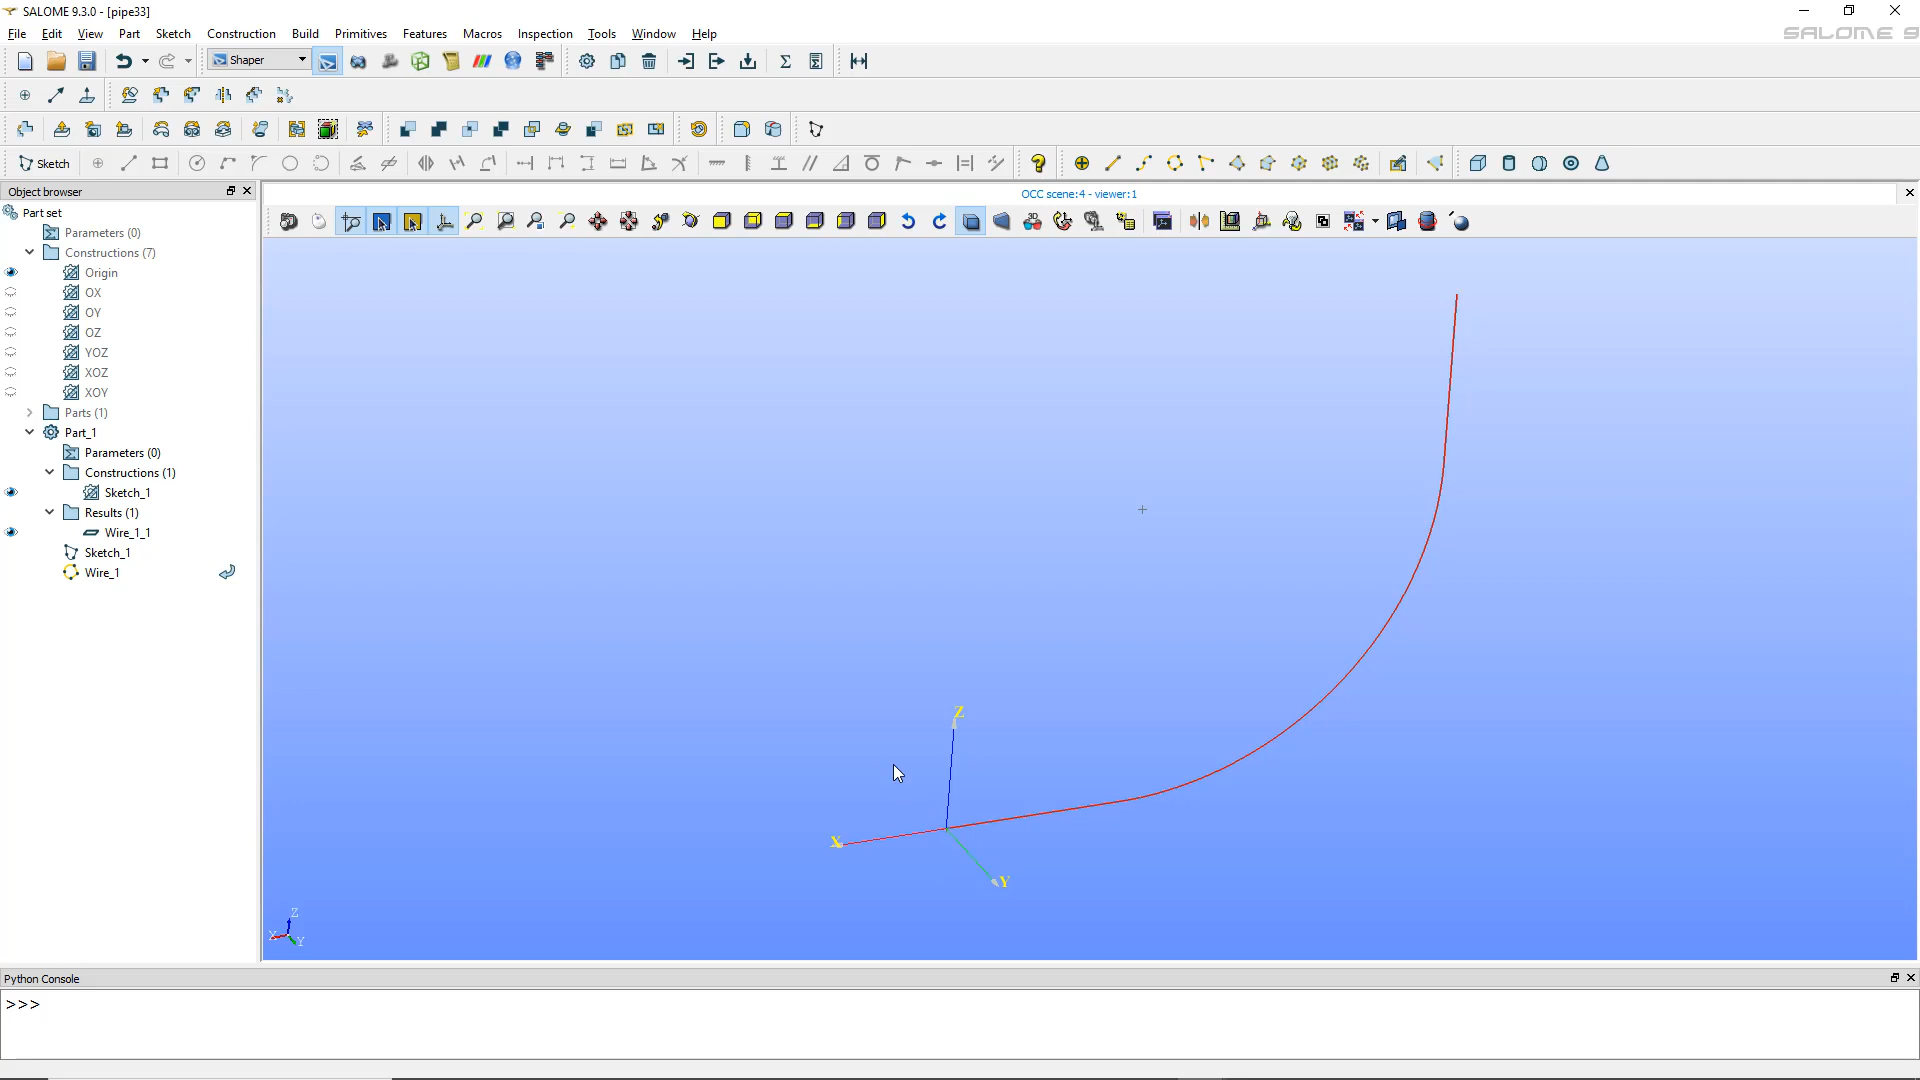 SALOME 9.3.0 - [pipe33]
File Edit View Part Sketch Construction Build Primitives Features Macros Resection Inspection Tools Window Help
SALOME 9
Shaper
Sketch
Object browser
OCC scene:4 - viewer:1
Part set
Parameters (0)
Constructions (7)
Origin
OX
OY
OZ
YOZ
XOZ
XOY
Parts (1)
Part_1
Parameters (0)
Constructions (1)
Sketch_1
Results (1)
Wire_1_1
Sketch_1
Wire_1
Z
X
Y
Z
X
Y
Python Console
>>>